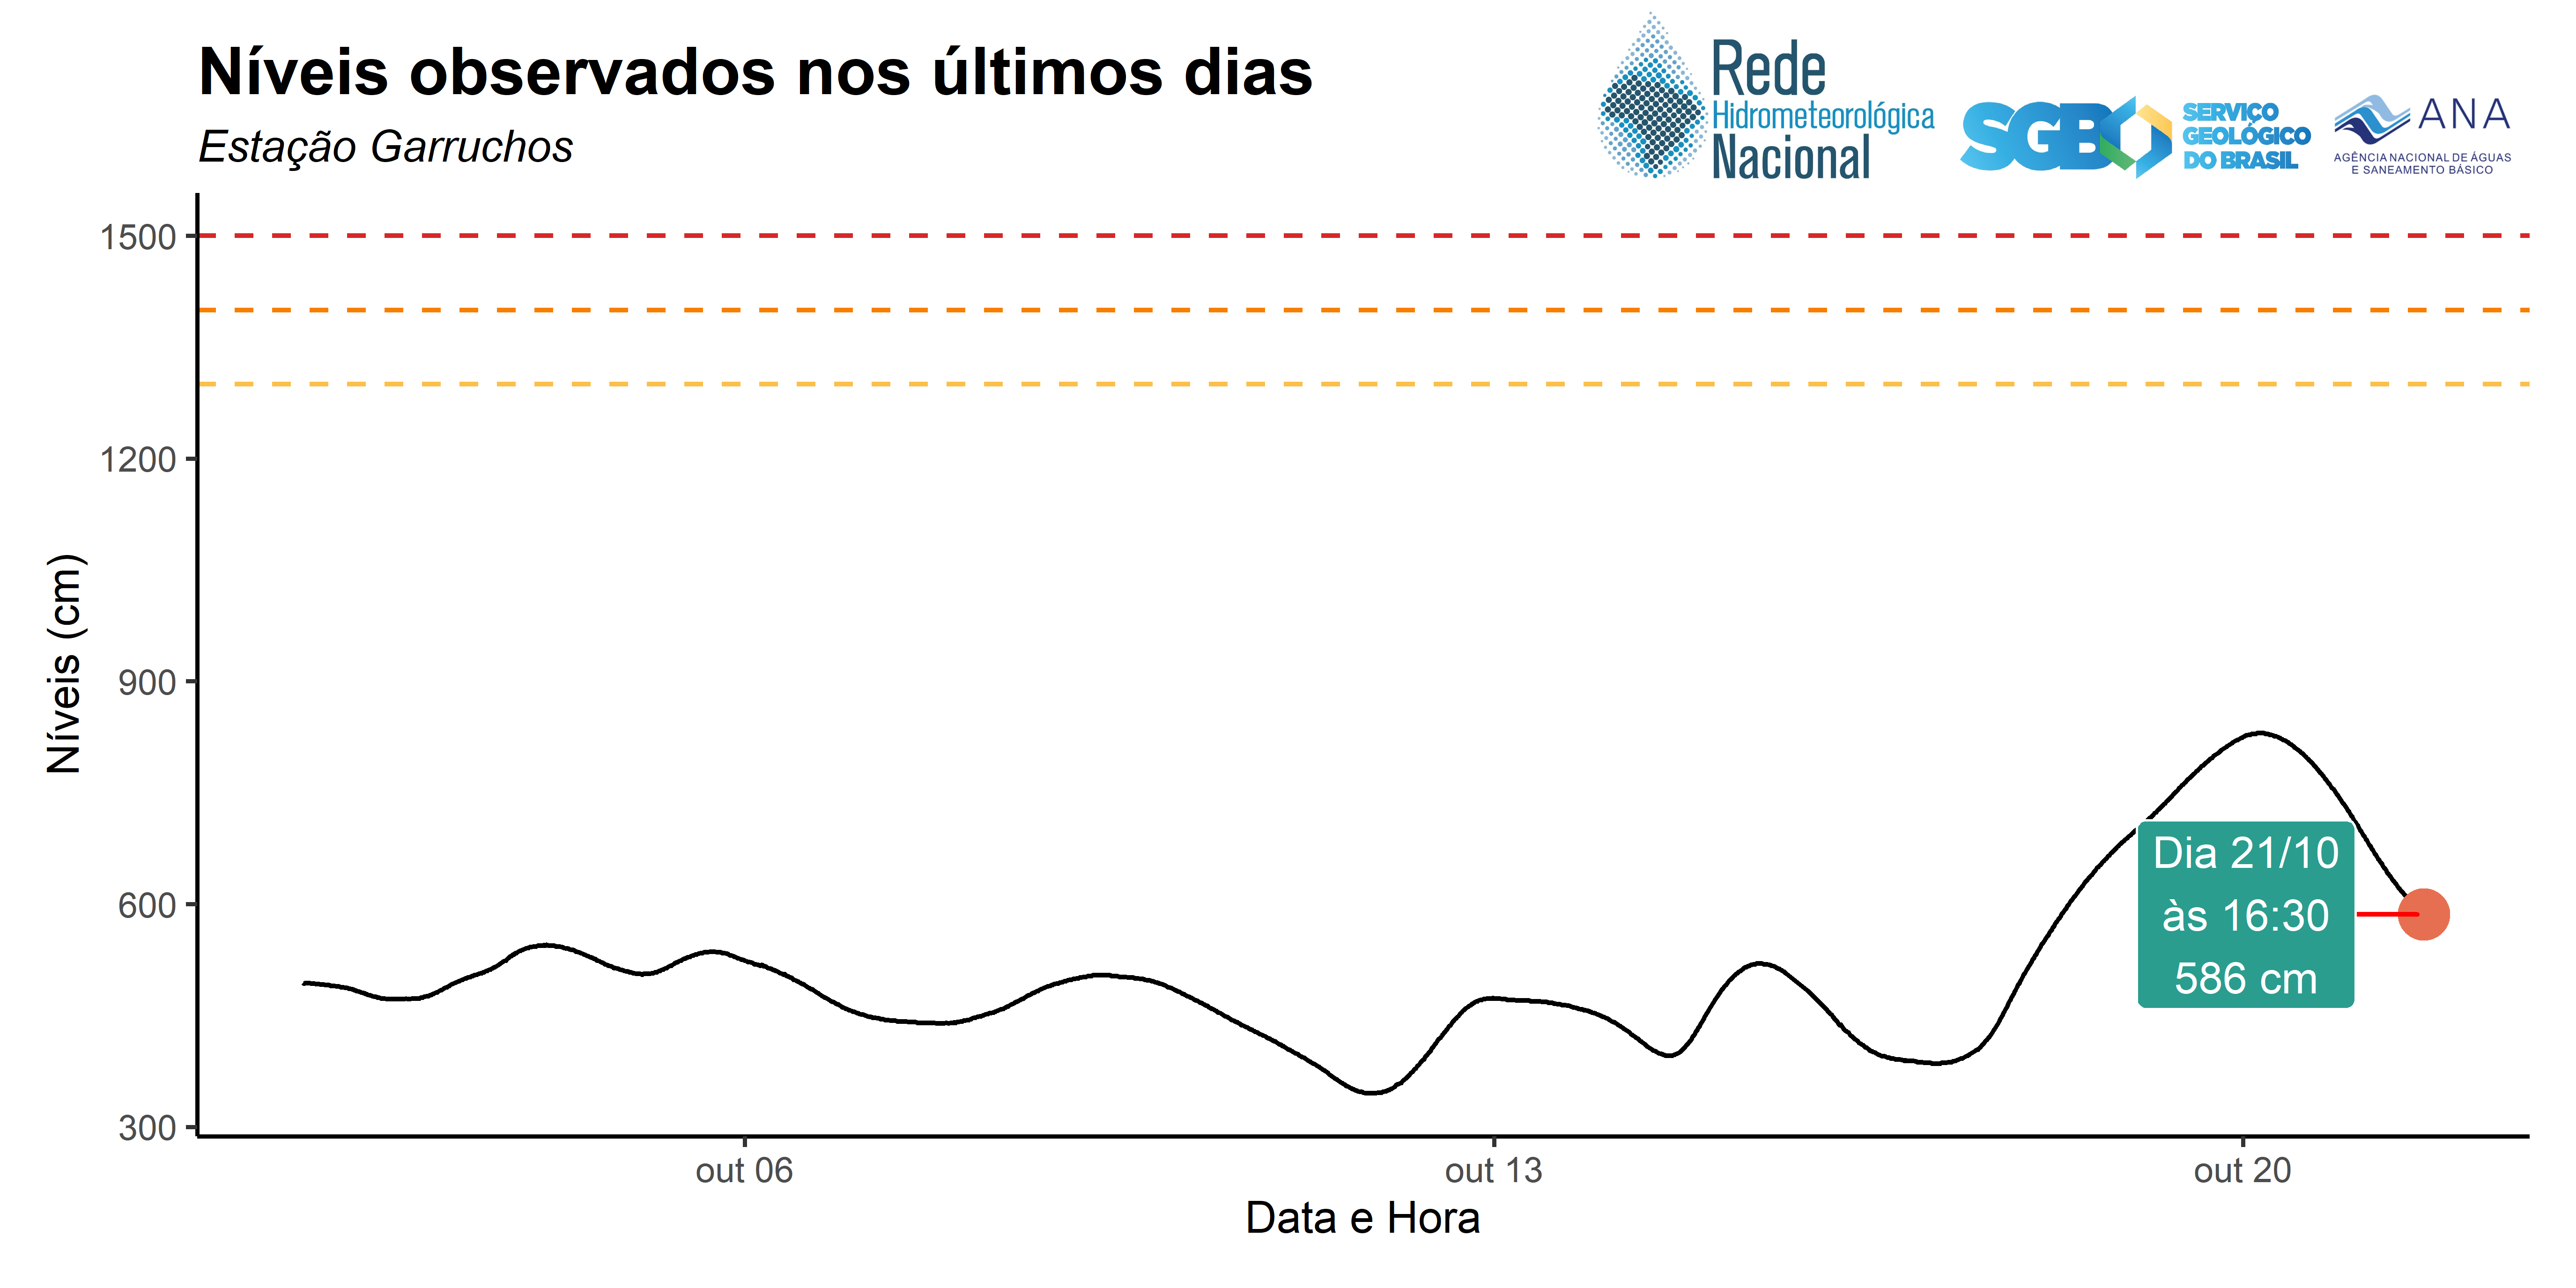 Níveis observados nos últimos dias
Estação Garruchos
Rede
Hidrometeorológica
Nacional
SGB
SERVIÇO
GEOLÓGICO
DO BRASIL
ANA
AGÊNCIA NACIONAL DE ÁGUAS
E SANEAMENTO BÁSICO
Níveis (cm)
1500
1200
900
600
300
Dia 21/10
às 16:30
586 cm
out 06
out 13
out 20
Data e Hora